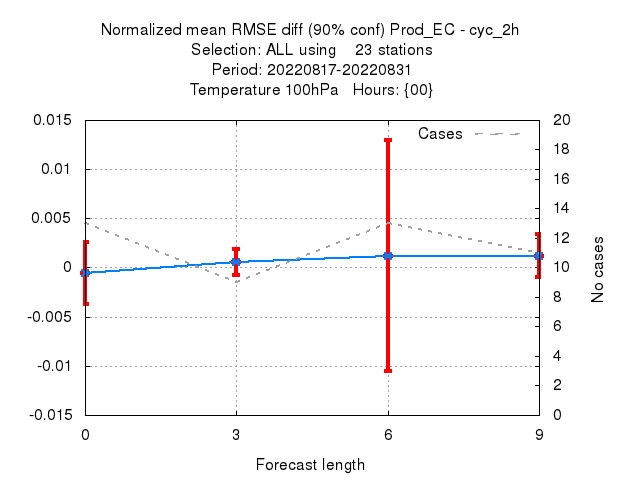 Normalized mean RMSE diff (90% conf) Prod_EC - cyc_2h
Selection: ALL using    23 stations
Period: 20220817-20220831
Temperature 100hPa   Hours: {00}
0.015
0.01
0.005
0
-0.005
-0.01
-0.015
Cases
20
18
16
14
12
10
8
6
4
2
0
No cases
0 3 6 9
Forecast length